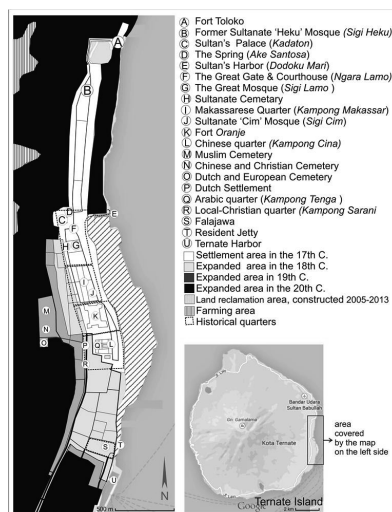 A Fort Toloko
B Former Sultanate 'Heku' Mosque (Sigi Heku)
C Sultan's Palace (Kadaton)
D The Spring (Ake Santosa)
E Sultan's Harbor (Dodoku Mari)
F The Great Gate & Courthouse (Ngara Lamo)
G The Great Mosque (Sigi Lamo )
H Sultanate Cemetary
I Makassarese Quarter (Kampong Makassar)
J Sultanate 'Cim' Mosque (Sigi Cim)
K Fort Oranje
L Chinese quarter (Kampong Cina)
M Muslim Cemetery
N Chinese and Christian Cemetery
O Dutch and European Cemetery
P Dutch Settlement
Q Arabic quarter (Kampong Tenga )
R Local-Christian quarter (Kampong Sarani
S Falajawa
T Resident Jetty
U Ternate Harbor
Settlement area in the 17th C.
Expanded area in the 18th C.
Expanded area in 19th C.
Expanded area in the 20th C.
Land reclamation area, constructed 2005-2013
Farming area
Historical quarters
A
B
C
D
E
F
H
G
I
J
K
L
M
N
O
P
Q
R
S
T
U
N
500 m
Bandar Udara
Sultan Babullah
Gn. Gamalama
Kota Ternate
area
covered
by the map
on the left side
Google
Ternate Island
2 km